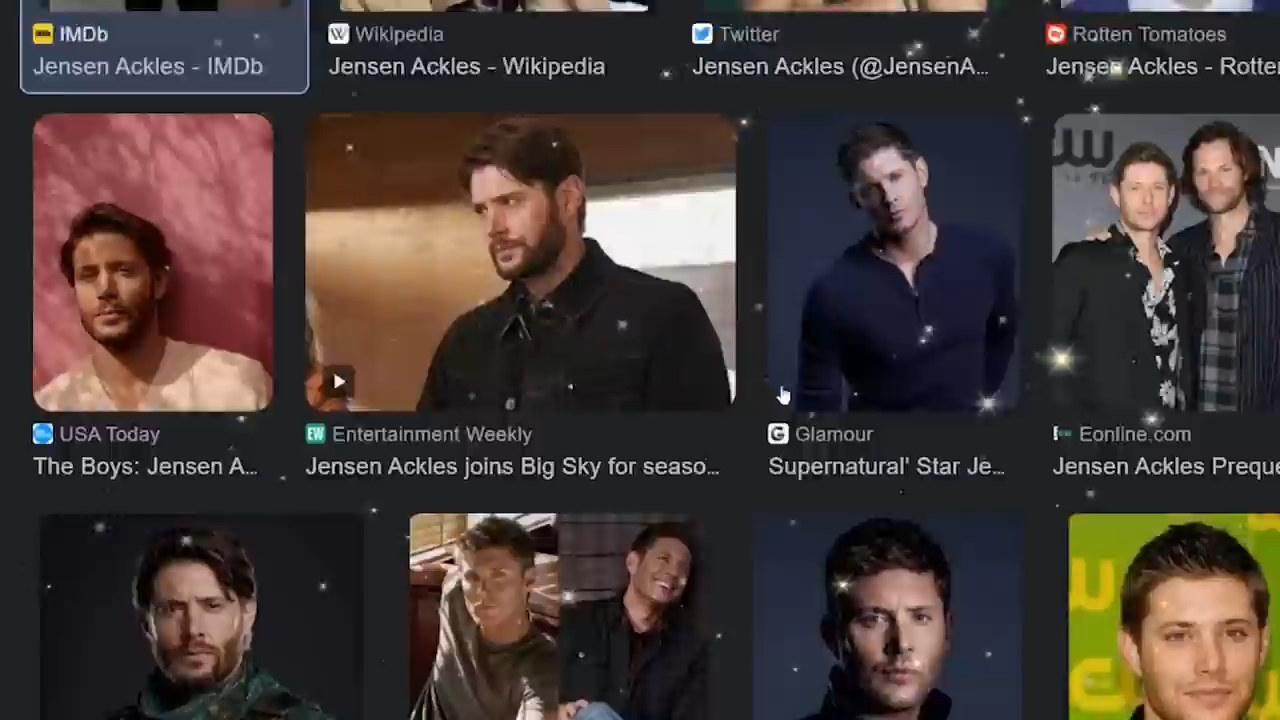 IMDb
Jensen Ackles - IMDb
Wikipedia
Jensen Ackles - Wikipedia
Twitter
Jensen Ackles (@JensenA...
Rotten Tomatoes
Jensen Ackles - Rotte
USA Today
The Boys: Jensen A...
EW Entertainment Weekly
Jensen Ackles joins Big Sky for seaso...
G Glamour
Supernatural' Star Je...
Eonline.com
Jensen Ackles Preque